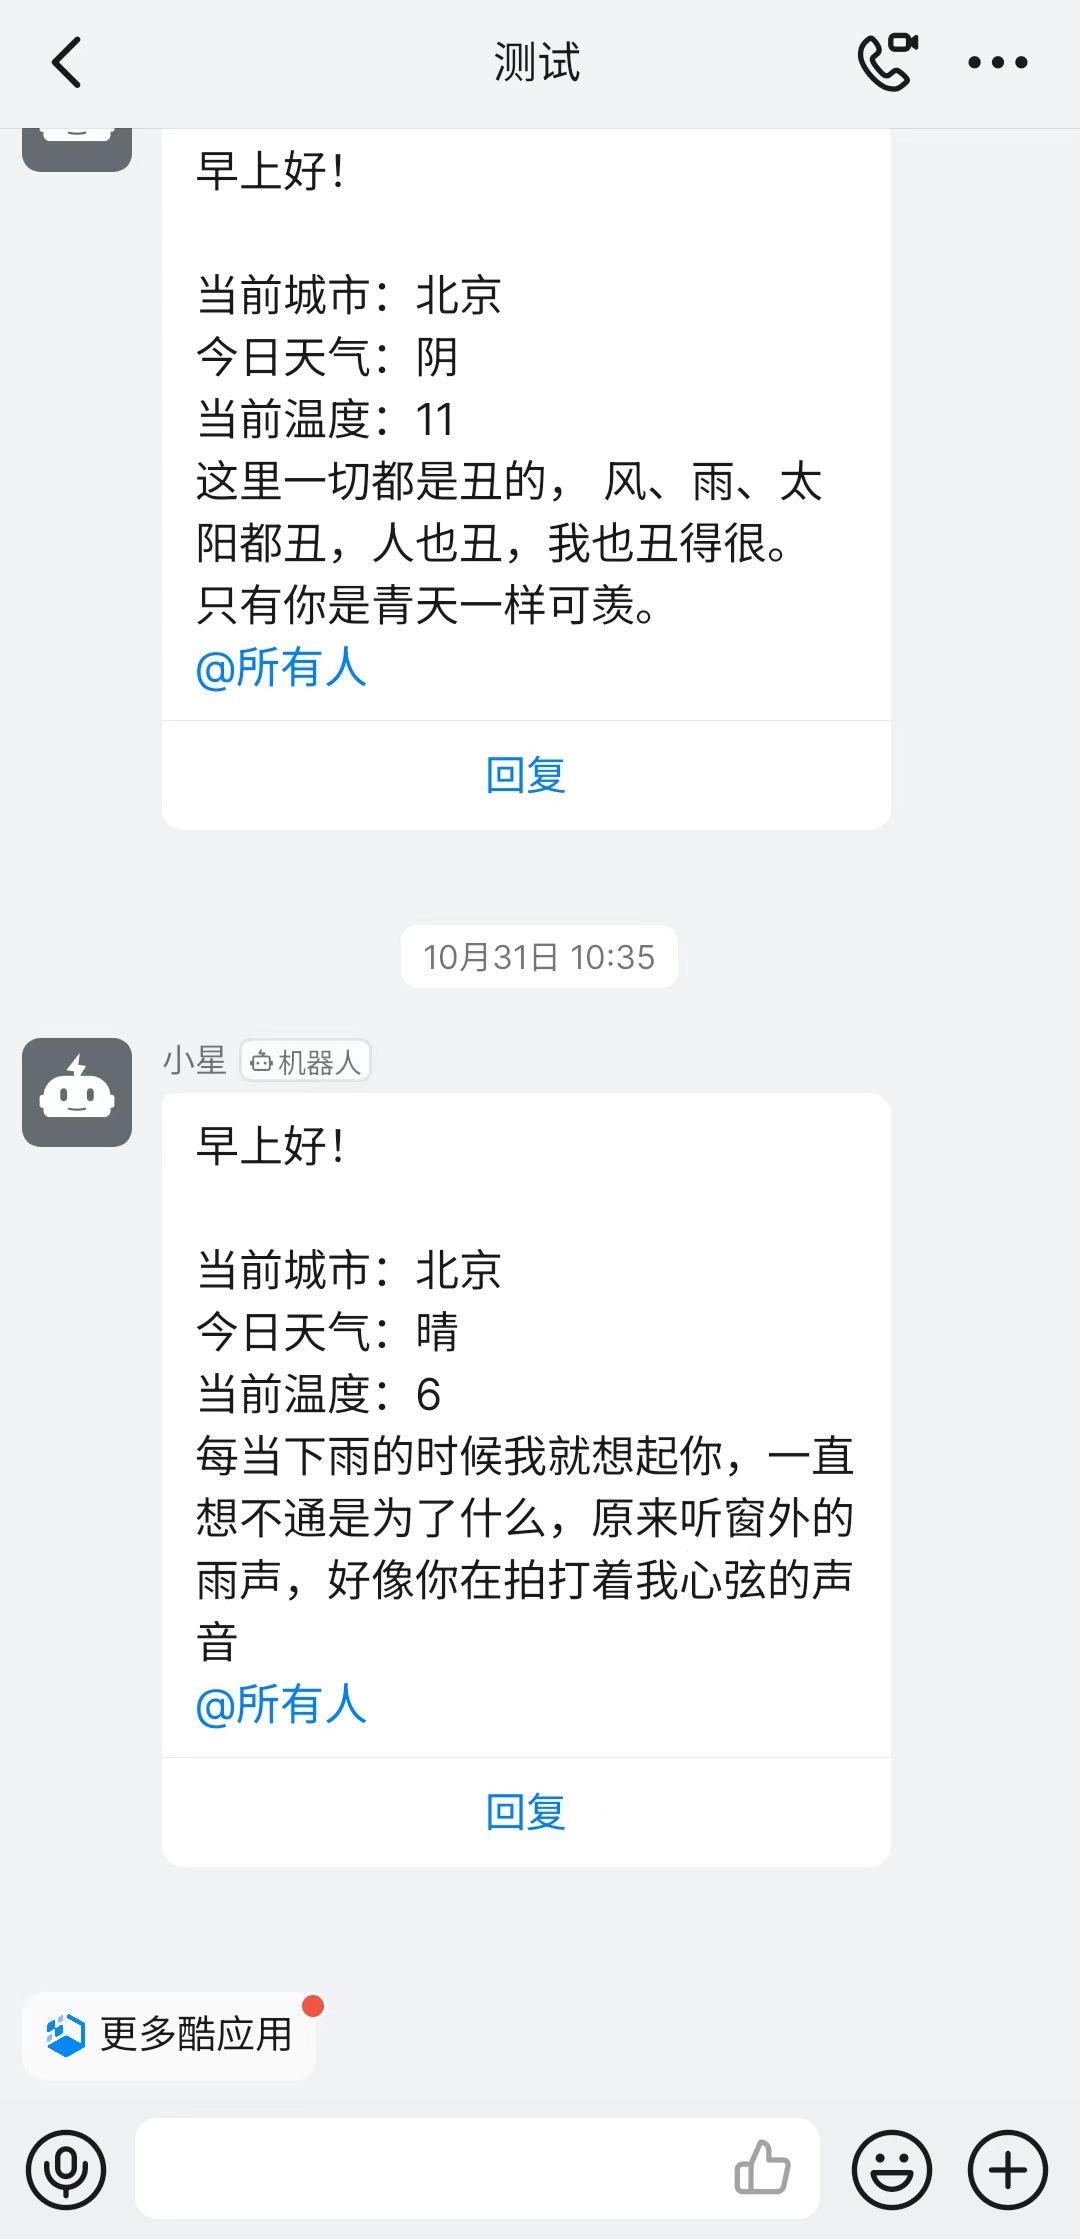 测试
早上好！
当前城市：北京
今日天气：阴
当前温度：11
这里一切都是丑的， 风、雨、太
阳都丑，人也丑，我也丑得很。
只有你是青天一样可羡。
@所有人
回复
10月31日 10:35
小星 机器人
早上好！
当前城市：北京
今日天气：晴
当前温度：6
每当下雨的时候我就想起你，一直
想不通是为了什么，原来听窗外的
雨声，好像你在拍打着我心弦的声
音
@所有人
回复
更多酷应用